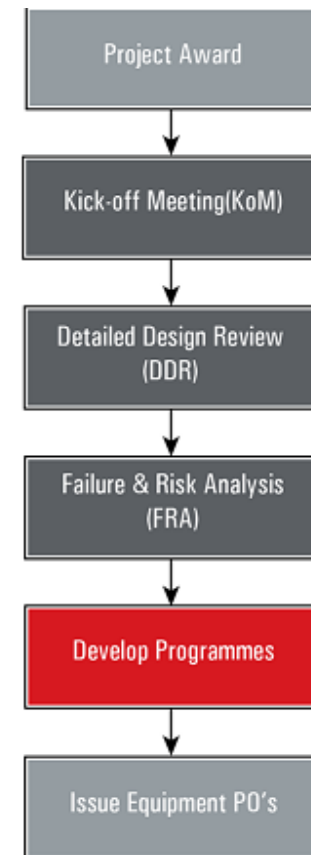 Project Award
Kick-off Meeting(KoM)
Detailed Design Review
(DDR)
Failure & Risk Analysis
(FRA)
Develop Programmes
Issue Equipment PO's